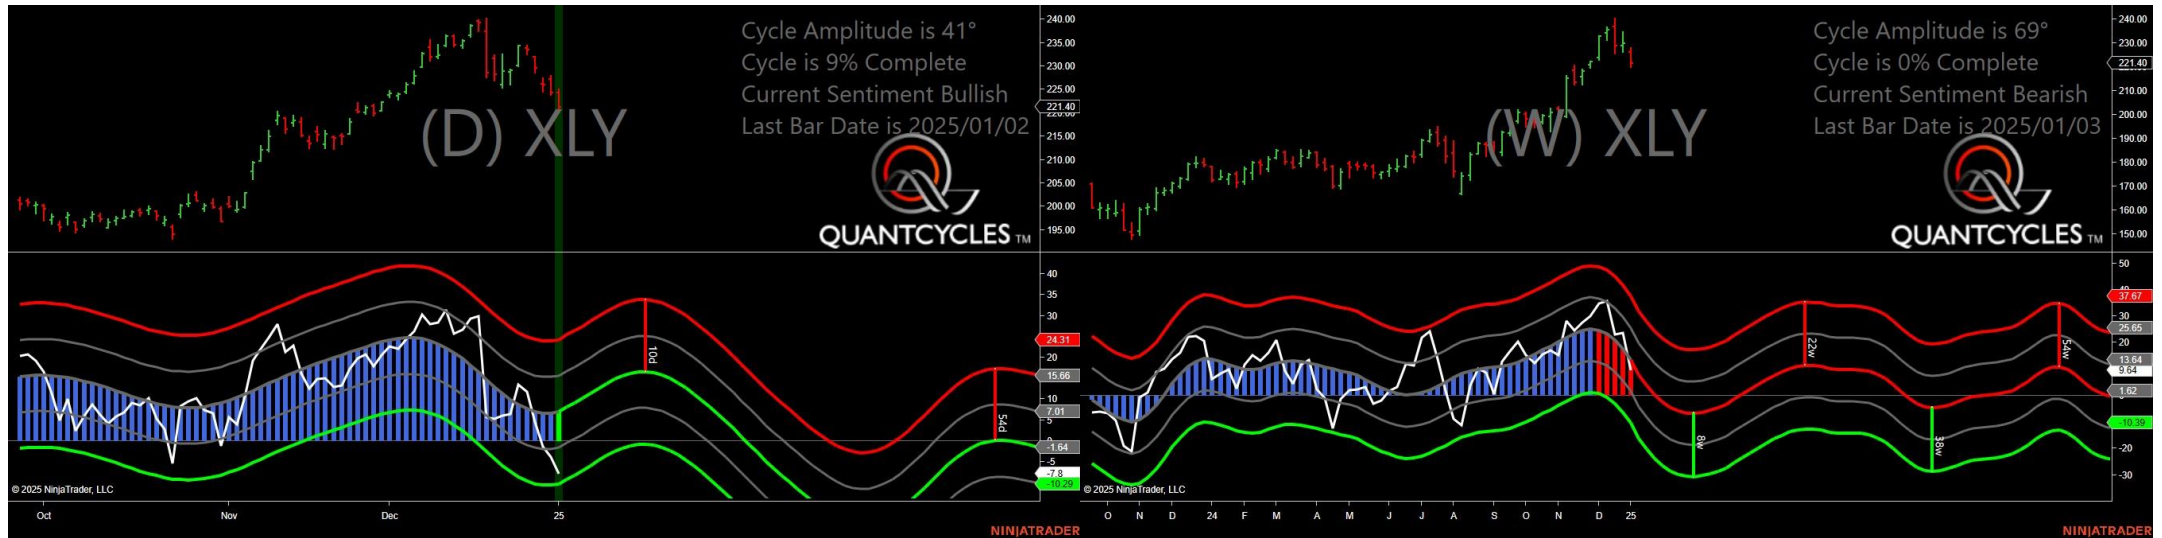 Cycle Amplitude is 41°
Cycle is 9% Complete
Current Sentiment Bullish
Last Bar Date is 2025/01/02
(D) XLY
QUANTCYCLES TM
240.00
235.00
230.00
225.00
221.40
220.00
215.00
210.00
205.00
200.00
195.00
40
35
30
24.31
20
15.66
10
7.01
5
0
-1.64
-5
-7.8
-10.29
10d
54d
© 2025 NinjaTrader, LLC
Oct Nov Dec 25
NINJATRADER
Cycle Amplitude is 69°
Cycle is 0% Complete
Current Sentiment Bearish
Last Bar Date is 2025/01/03
(W) XLY
QUANTCYCLES TM
240.00
230.00
221.40
210.00
200.00
190.00
180.00
170.00
160.00
150.00
50
40
37.67
30
25.65
20
13.64
9.64
1.62
-10.39
-20
-30
8w
22w
38w
54w
© 2025 NinjaTrader, LLC
O N D 24 F M A M J J A S O N D 25
NINJATRADER